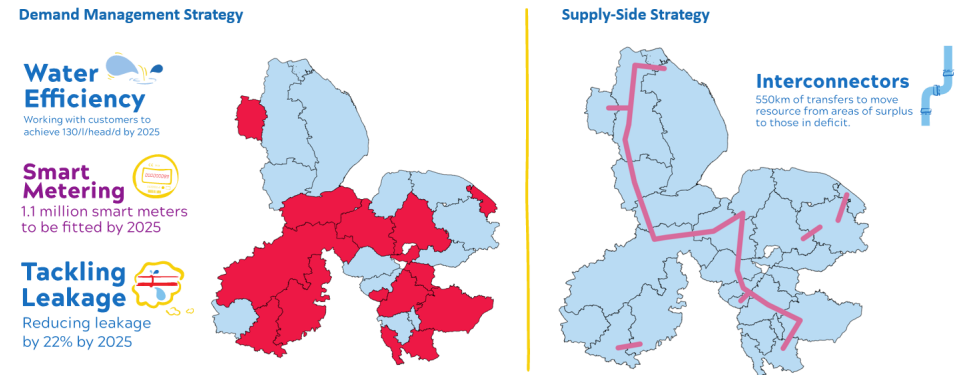 Demand Management Strategy
Water
Efficiency
Working with customers to
achieve 130/l/head/d by 2025
Smart
Metering
1.1 million smart meters
to be fitted by 2025
Tackling
Leakage
Reducing leakage
by 22% by 2025
Supply-Side Strategy
Interconnectors
550km of transfers to move
resource from areas of surplus
to those in deficit.